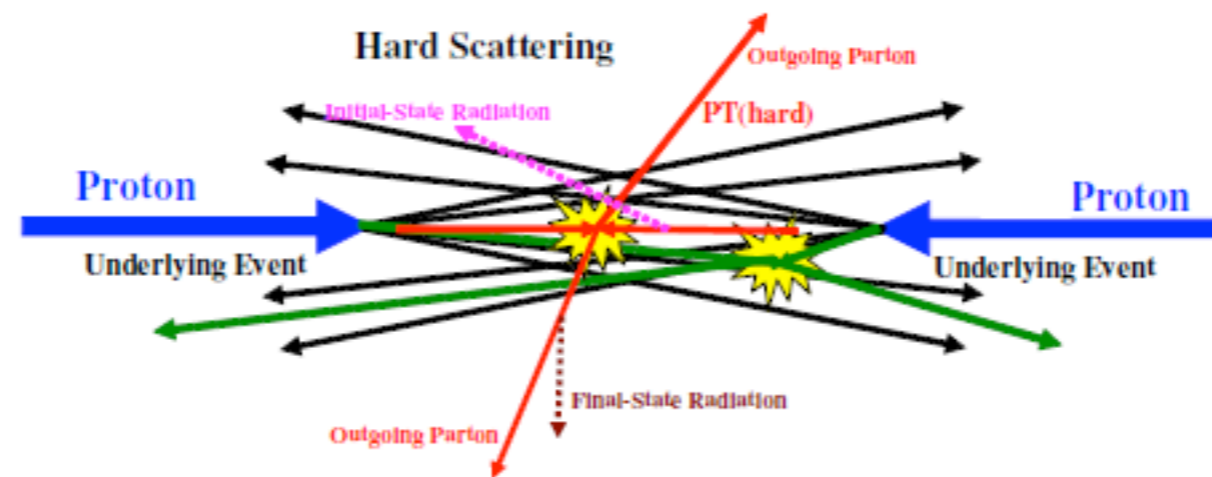 Hard Scattering
Outgoing Parton
Initial-State Radiation
PT(hard)
Proton
Proton
Underlying Event
Underlying Event
Final-State Radiation
Outgoing Parton